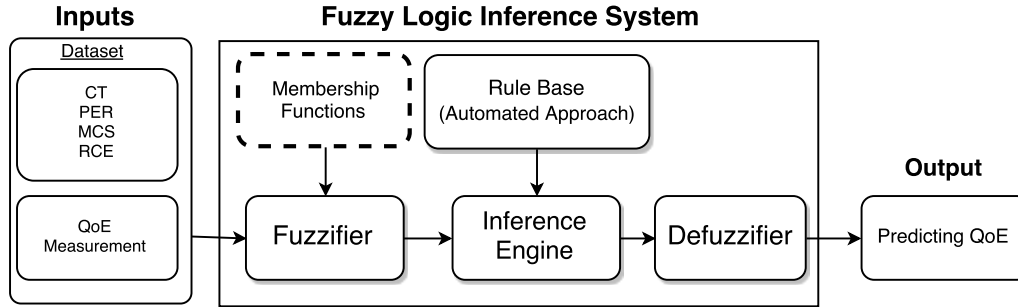 Inputs
Fuzzy Logic Inference System
Dataset
CT
PER
MCS
RCE
QoE
Measurement
Membership
Functions
Rule Base
(Automated Approach)
Fuzzifier
Inference
Engine
Defuzzifier
Output
Predicting QoE